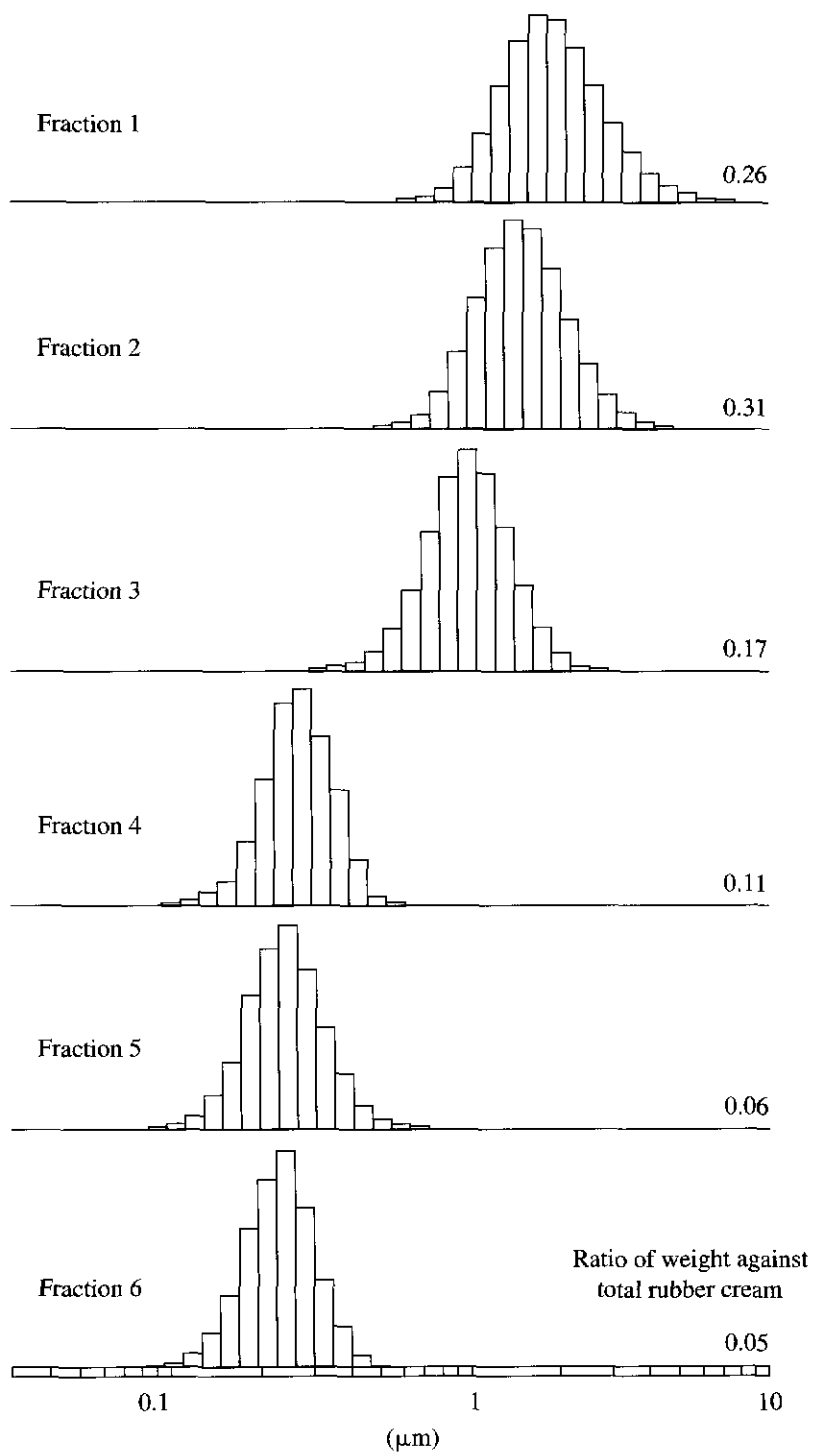 Fraction 1
0.26
Fraction 2
0.31
Fraction 3
0.17
Fraction 4
0.11
Fraction 5
0.06
Ratio of weight against
total rubber cream
Fraction 6
0.05
0.1 1 10
(μm)